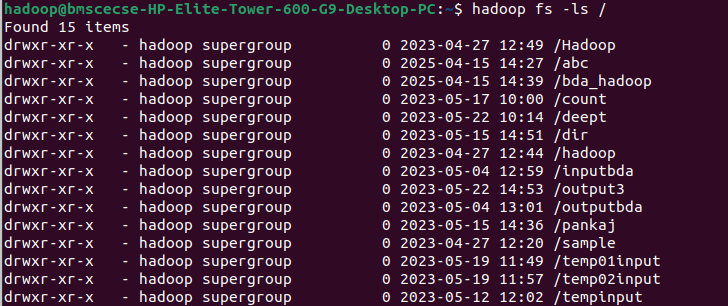 hadoop@bmscecse-HP-Elite-Tower-600-G9-Desktop-PC:~$ hadoop fs -ls /
Found 15 items
drwxr-xr-x   - hadoop supergroup          0 2023-04-27 12:49 /Hadoop
drwxr-xr-x   - hadoop supergroup          0 2025-04-15 14:27 /abc
drwxr-xr-x   - hadoop supergroup          0 2025-04-15 14:39 /bda_hadoop
drwxr-xr-x   - hadoop supergroup          0 2023-05-17 10:00 /count
drwxr-xr-x   - hadoop supergroup          0 2023-05-22 10:14 /deept
drwxr-xr-x   - hadoop supergroup          0 2023-05-15 14:51 /dir
drwxr-xr-x   - hadoop supergroup          0 2023-04-27 12:44 /hadoop
drwxr-xr-x   - hadoop supergroup          0 2023-05-04 12:59 /inputbda
drwxr-xr-x   - hadoop supergroup          0 2023-05-22 14:53 /output3
drwxr-xr-x   - hadoop supergroup          0 2023-05-04 13:01 /outputbda
drwxr-xr-x   - hadoop supergroup          0 2023-05-15 14:36 /pankaj
drwxr-xr-x   - hadoop supergroup          0 2023-04-27 12:20 /sample
drwxr-xr-x   - hadoop supergroup          0 2023-05-19 11:49 /temp01input
drwxr-xr-x   - hadoop supergroup          0 2023-05-19 11:57 /temp02input
drwxr-xr-x   - hadoop supergroup          0 2023-05-12 12:02 /tempinput